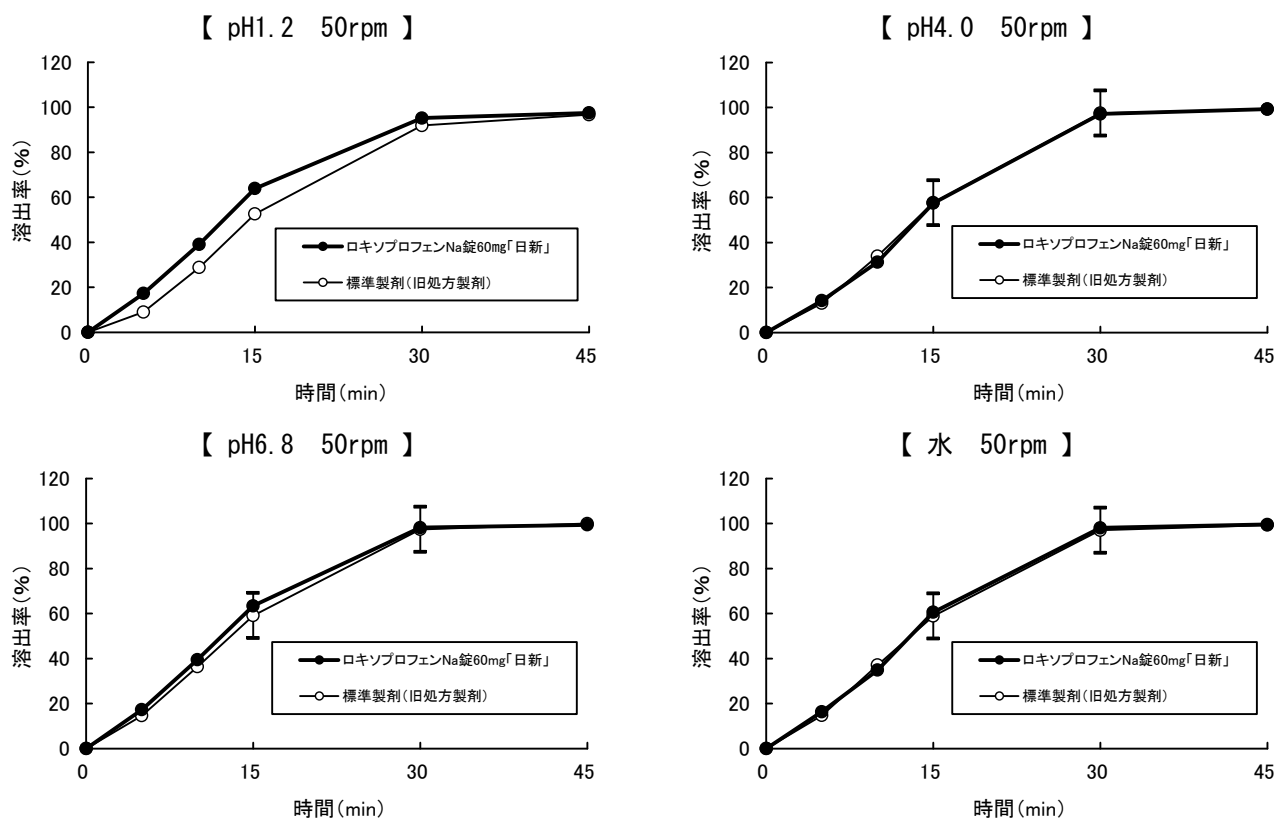 【 pH1.2 50rpm 】
120
100
80
60
40
20
0
溶出率(%)
ロキソプロフェンNa錠60mg「日新」
標準製剤(旧処方製剤)
0 15 30 45
時間(min)
【 pH4.0 50rpm 】
120
100
80
60
40
20
0
溶出率(%)
ロキソプロフェンNa錠60mg「日新」
標準製剤(旧処方製剤)
0 15 30 45
時間(min)
【 pH6.8 50rpm 】
120
100
80
60
40
20
0
溶出率(%)
ロキソプロフェンNa錠60mg「日新」
標準製剤(旧処方製剤)
0 15 30 45
時間(min)
【 水 50rpm 】
120
100
80
60
40
20
0
溶出率(%)
ロキソプロフェンNa錠60mg「日新」
標準製剤(旧処方製剤)
0 15 30 45
時間(min)